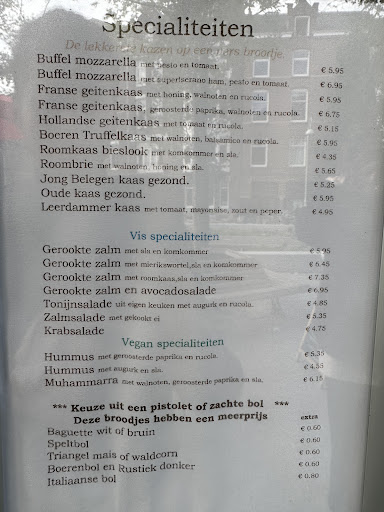 Specialiteiten
De lekkerste kazen op een vers broodje.
Buffel mozzarella met pesto en tomaat. € 5.95
Buffel mozzarella met superserano ham, pesto en tomaat. € 6.95
Franse geitenkaas met honing, walnoten en rucola. € 5.95
Franse geitenkaas, geroosterde paprika, walnoten en rucola. € 6.75
Hollandse geitenkaas met tomaat en rucola. € 5.15
Boeren Truffelkaas met walnoten, balsamico en rucola. € 5.95
Roomkaas bieslook met komkommer en sla. € 4.35
Roombrie met walnoten, honing en sla. € 5.65
Jong Belegen kaas gezond. € 5.25
Oude kaas gezond. € 5.95
Leerdammer kaas met tomaat, mayonaise, zout en peper. € 4.95
Vis specialiteiten
Gerookte zalm met sla en komkommer € 5.95
Gerookte zalm met mierikswortel,sla en komkommer € 6.45
Gerookte zalm met roomkaas,sla en komkommer € 7.35
Gerookte zalm en avocadosalade € 6.95
Tonijnsalade uit eigen keuken met augurk en rucola. € 4.85
Zalmsalade met gekookt ei € 5.35
Krabsalade € 4.75
Vegan specialiteiten
Hummus met geroosterde paprika en rucola. € 5.35
Hummus met augurk en sla. € 4.55
Muhammarra met walnoten, geroosterde paprika en sla. € 6.15
*** Keuze uit een pistolet of zachte bol ***
Deze broodjes hebben een meerprijs extra
Baguette wit of bruin € 0.60
Speltbol € 0.60
Triangel mais of waldcorn € 0.60
Boerenbol en Rustiek donker € 0.60
Italiaanse bol € 0.80